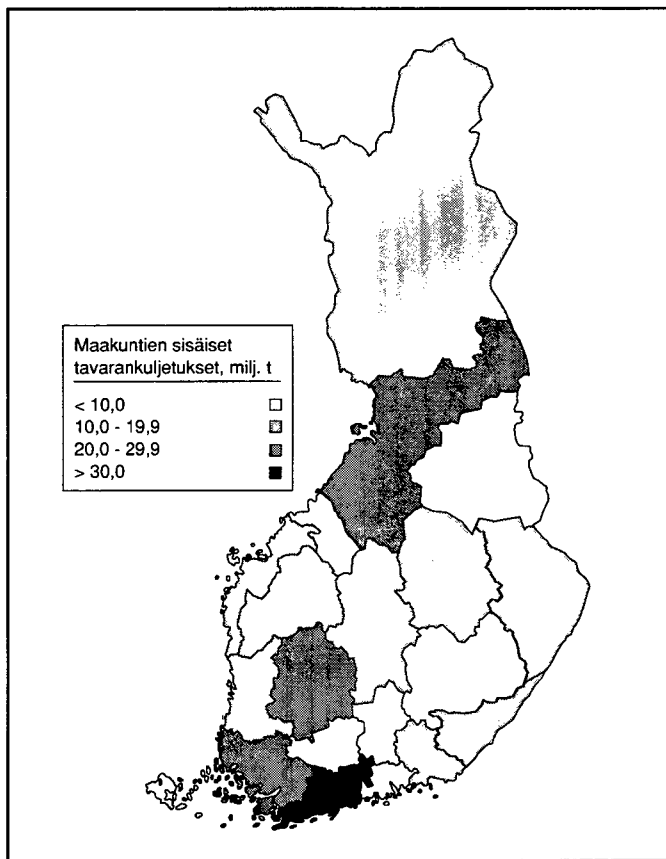 Maakuntien sisäiset
tavarankuljetukset, milj. t
< 10,0
10,0 - 19,9
20,0 - 29,9
> 30,0